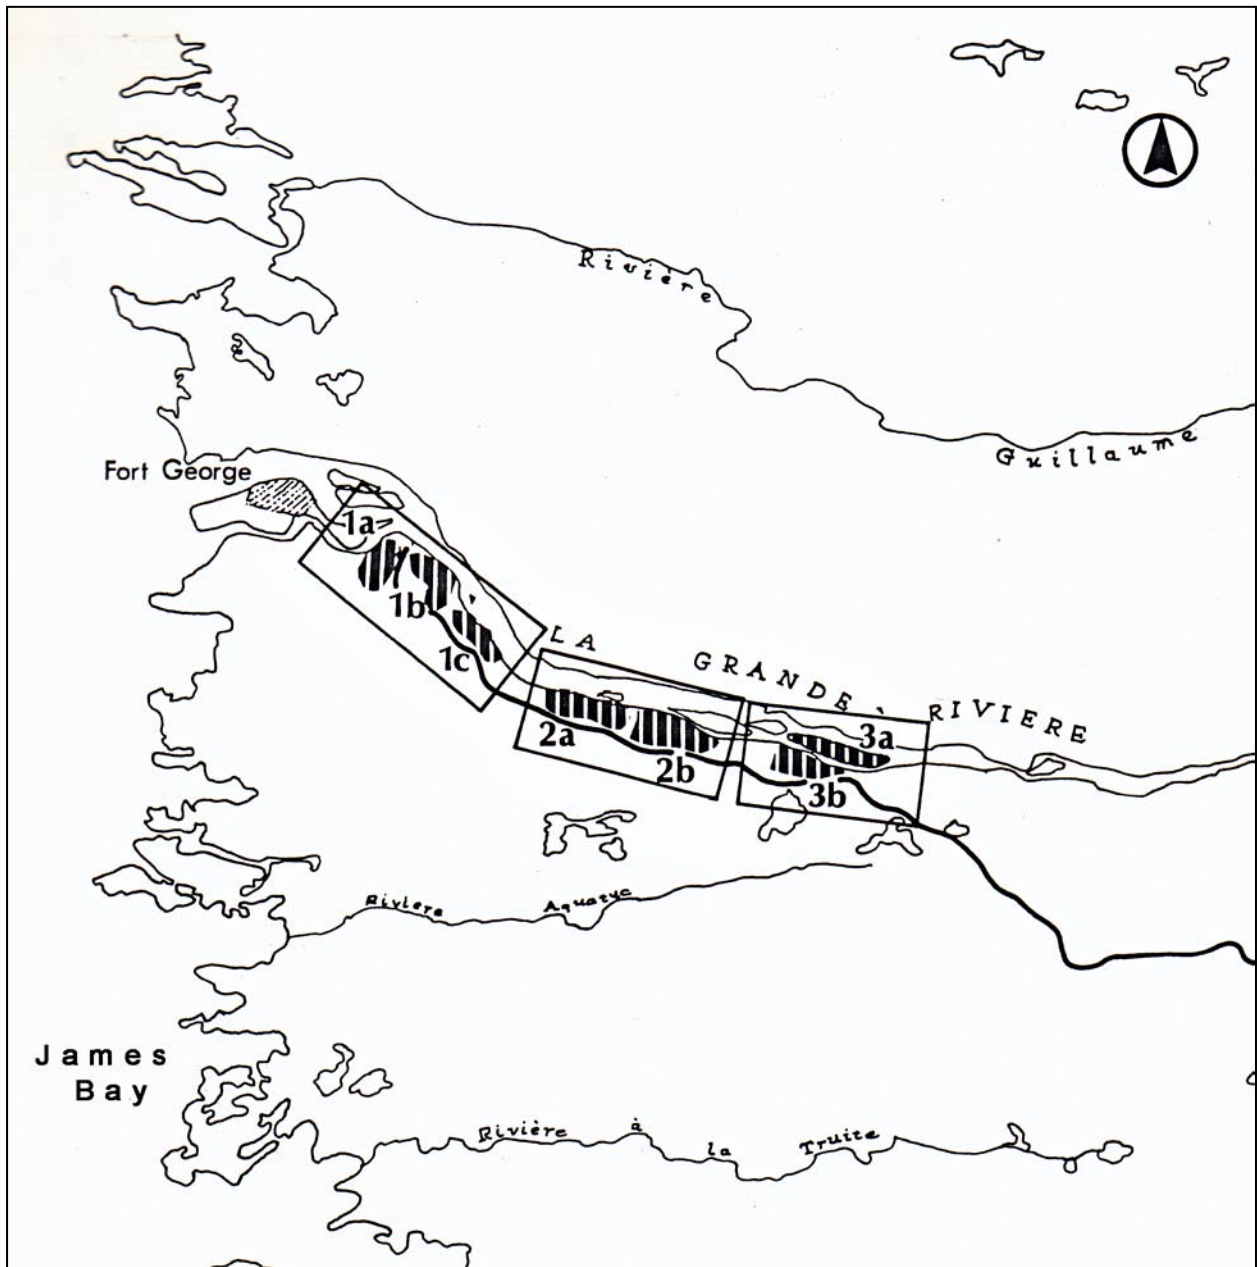 Rivière
Guillaume
Fort George
1a
1b
1c
LA GRANDE RIVIERE
2a
2b
3a
3b
Riviere Aquatuc
James
Bay
Rivière à la Truite